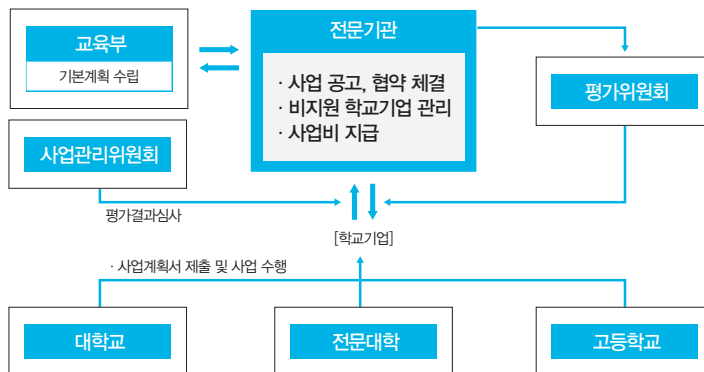 교육부
기본계획 수립
전문기관
· 사업 공고, 협약 체결
· 비지원 학교기업 관리
· 사업비 지급
평가위원회
사업관리위원회
평가결과심사
[학교기업]
· 사업계획서 제출 및 사업 수행
대학교
전문대학
고등학교